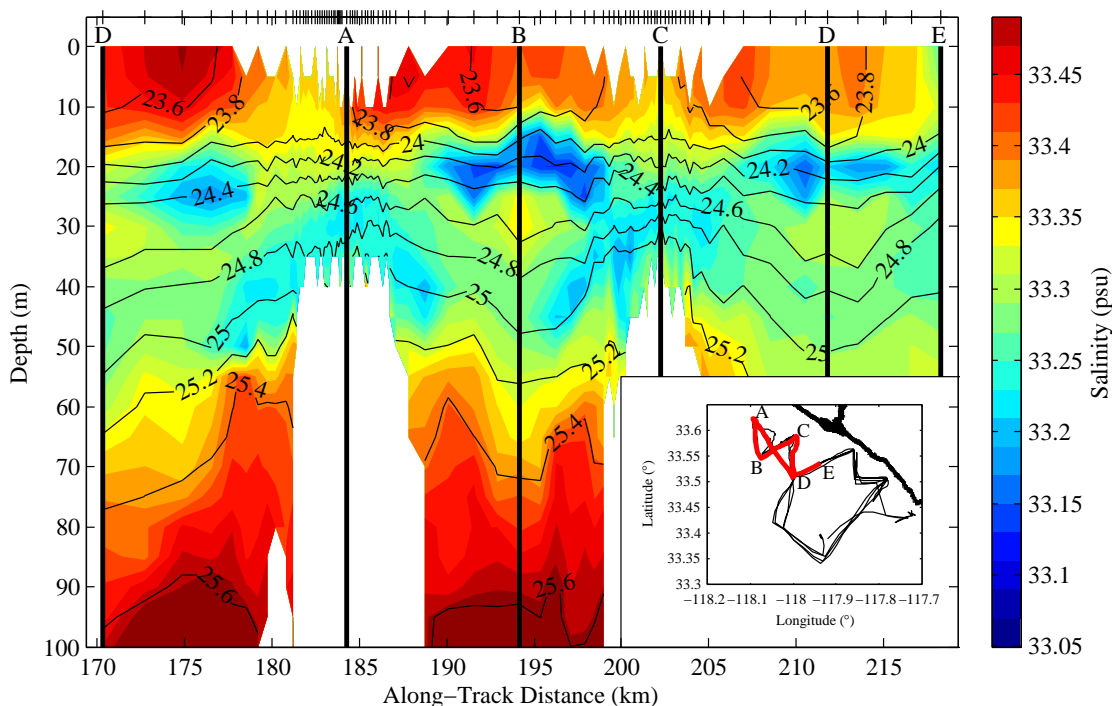 D A B C D E
0
10
20
30
40
50
60
70
80
90
100
Depth (m)
170 175 180 185 190 195 200 205 210 215
Along−Track Distance (km)
23.6 23.8 23.8 23.6 23.6 23.8
24 24
24.2 24.2
24.4 24.4
24.6 24.6
24.8 24.8 24.8
25 25 25
25.2 25.2 25.2
25.4 25.4
25.6 25.6
33.45
33.4
33.35
33.3
33.25
33.2
33.15
33.1
33.05
Salinity (psu)
A
B
C
D
E
33.6
33.55
33.5
33.45
33.4
33.35
33.3
Latitude (°)
−118.2 −118.1 −118 −117.9 −117.8 −117.7
Longitude (°)